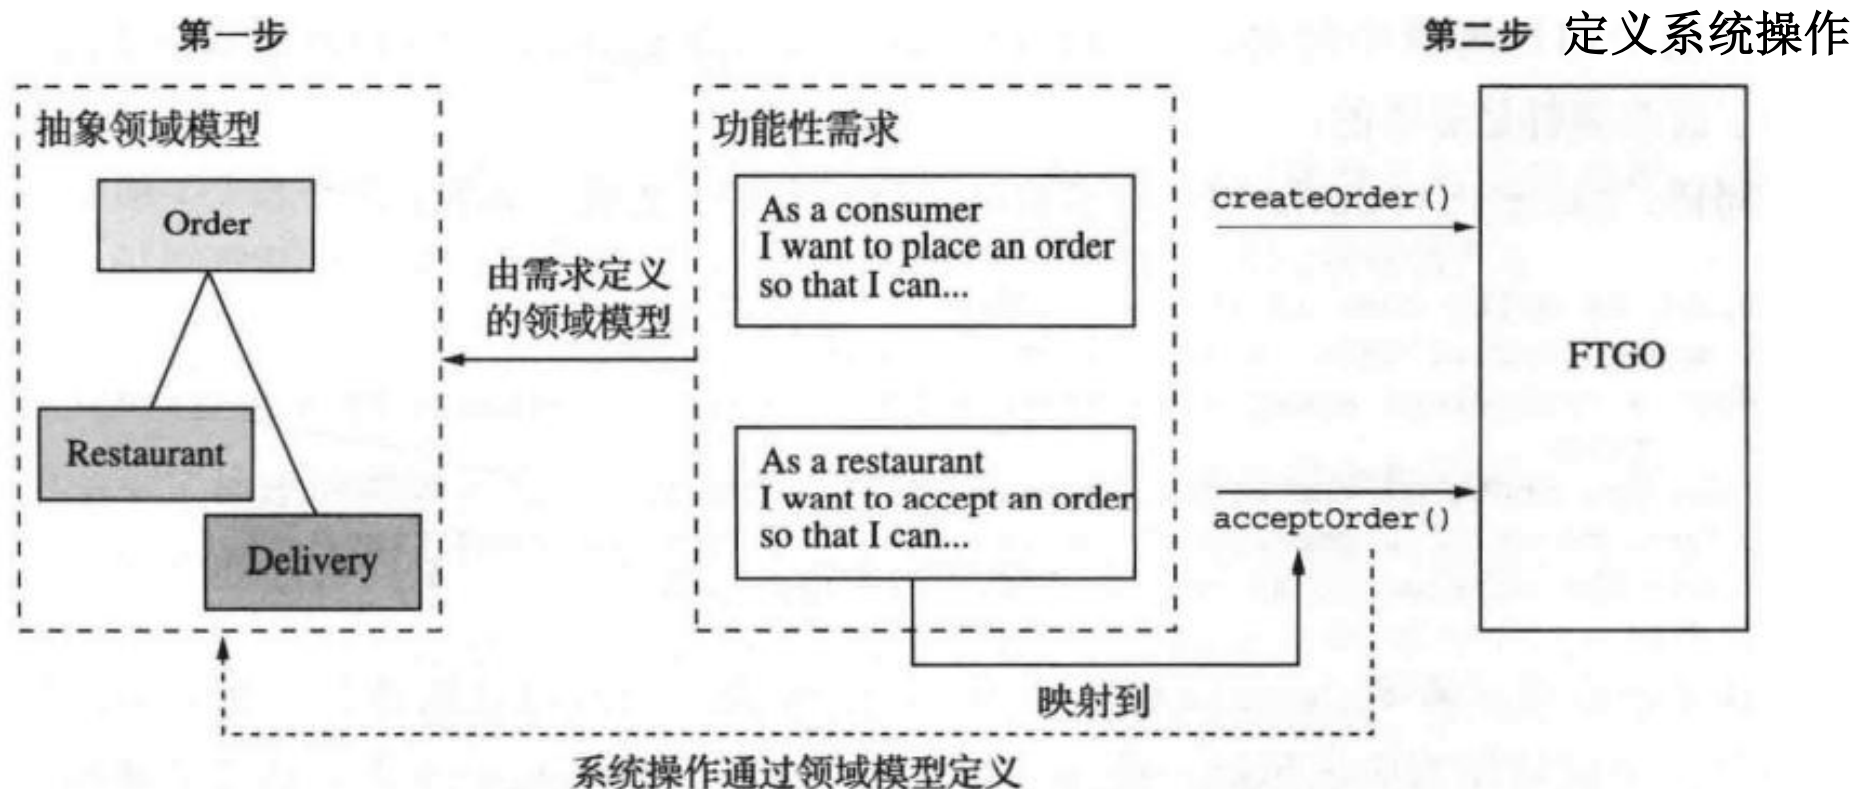 第一步
第二步 定义系统操作
抽象领域模型
Order
Restaurant
Delivery
由需求定义
的领域模型
功能性需求
As a consumer
I want to place an order
so that I can...
As a restaurant
I want to accept an order
so that I can...
createOrder()
acceptOrder()
FTGO
映射到
系统操作通过领域模型定义